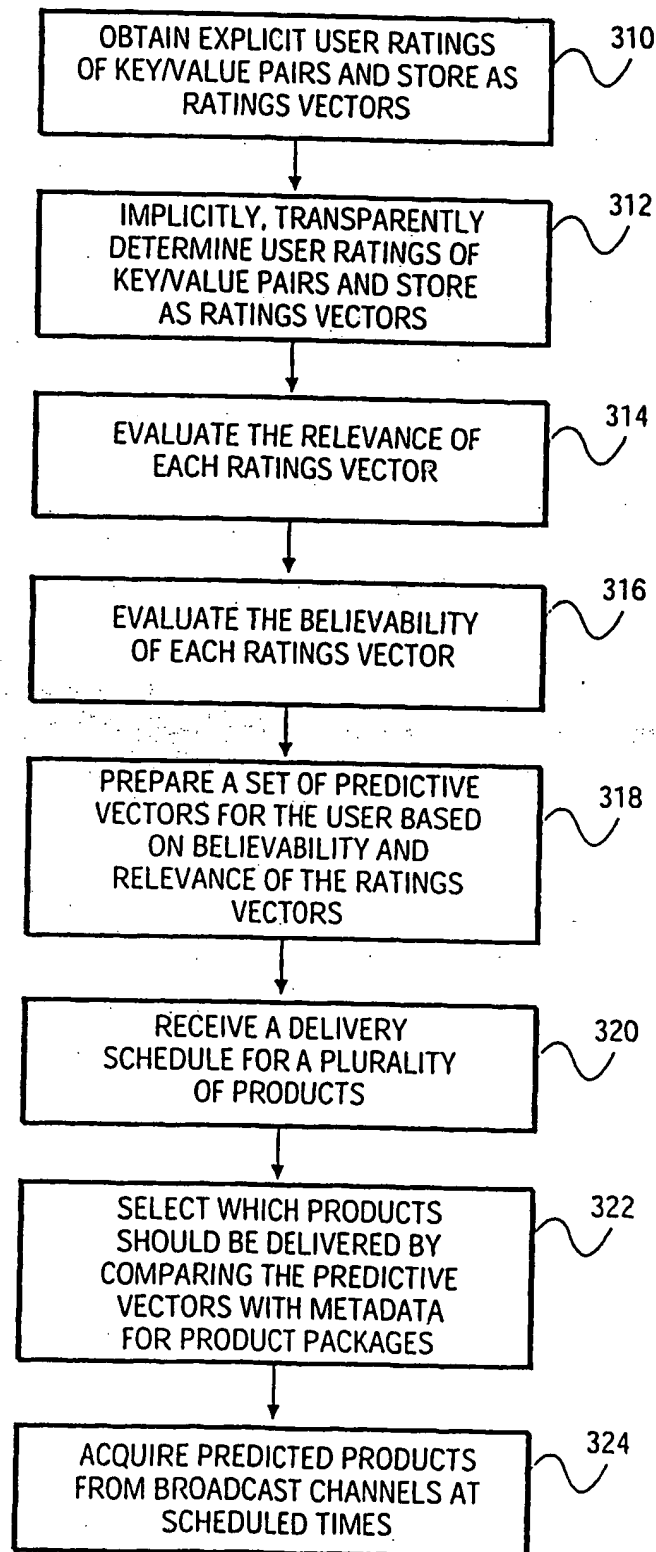 OBTAIN EXPLICIT USER RATINGS
OF KEY/VALUE PAIRS AND STORE AS
RATINGS VECTORS
310
IMPLICITLY, TRANSPARENTLY
DETERMINE USER RATINGS OF
KEY/VALUE PAIRS AND STORE
AS RATINGS VECTORS
312
EVALUATE THE RELEVANCE OF
EACH RATINGS VECTOR
314
EVALUATE THE BELIEVABILITY
OF EACH RATINGS VECTOR
316
PREPARE A SET OF PREDICTIVE
VECTORS FOR THE USER BASED
ON BELIEVABILITY AND
RELEVANCE OF THE RATINGS
VECTORS
318
RECEIVE A DELIVERY
SCHEDULE FOR A PLURALITY
OF PRODUCTS
320
SELECT WHICH PRODUCTS
SHOULD BE DELIVERED BY
COMPARING THE PREDICTIVE
VECTORS WITH METADATA
FOR PRODUCT PACKAGES
322
ACQUIRE PREDICTED PRODUCTS
FROM BROADCAST CHANNELS AT
SCHEDULED TIMES
324